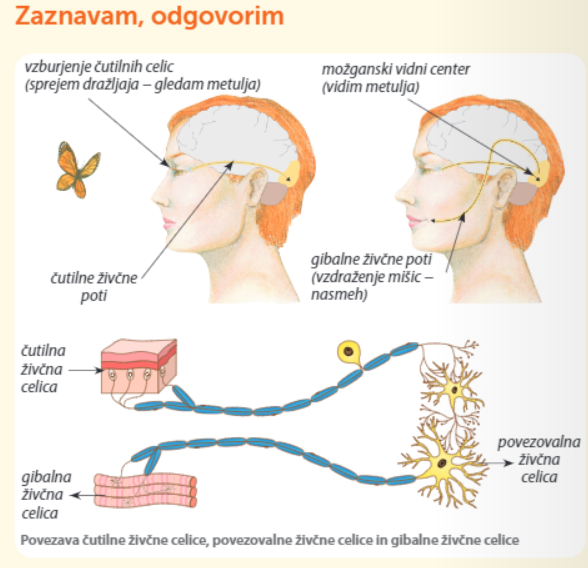 Zaznavam, odgovorim
vzburjenje čutilnih celic
(sprejem dražljaja – gledam metulja)
možganski vidni center
(vidim metulja)
čutilne živčne
poti
gibalne živčne poti
(vzdraženje mišic –
nasmeh)
čutilna
živčna
celica
povezovalna
živčna
celica
gibalna
živčna
celica
Povezava čutilne živčne celice, povezovalne živčne celice in gibalne živčne celice